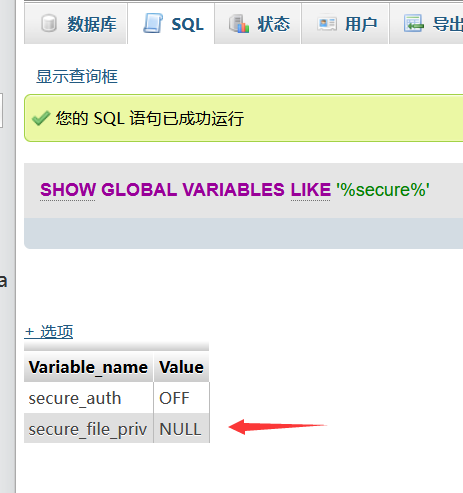 数据库 SQL 状态 用户 导出
显示查询框
您的 SQL 语句已成功运行
SHOW GLOBAL VARIABLES LIKE '%secure%'
a
+ 选项
Variable_name Value
secure_auth OFF
secure_file_priv NULL